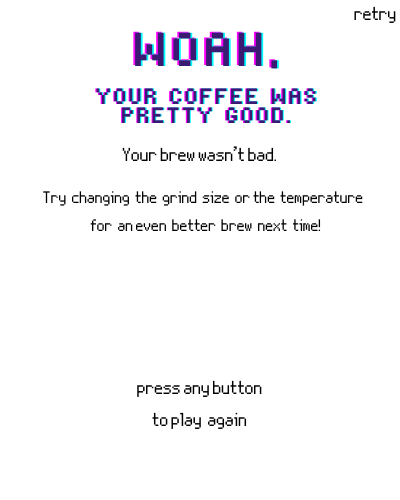 retry
WOAH.
YOUR COFFEE WAS
PRETTY GOOD.
Your brew wasn't bad.
Try changing the grind size or the temperature
for an even better brew next time!
press any button
to play again